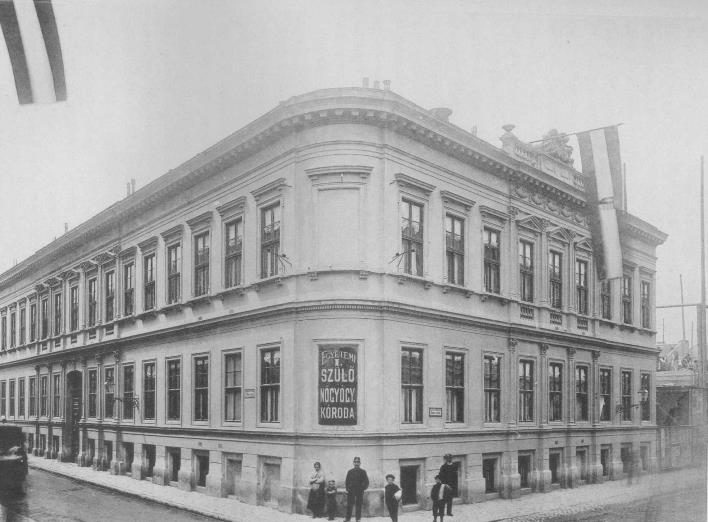 EGYETEMI
I.
SZÜLŐ
NŐGYÓGY.
KÓRODA